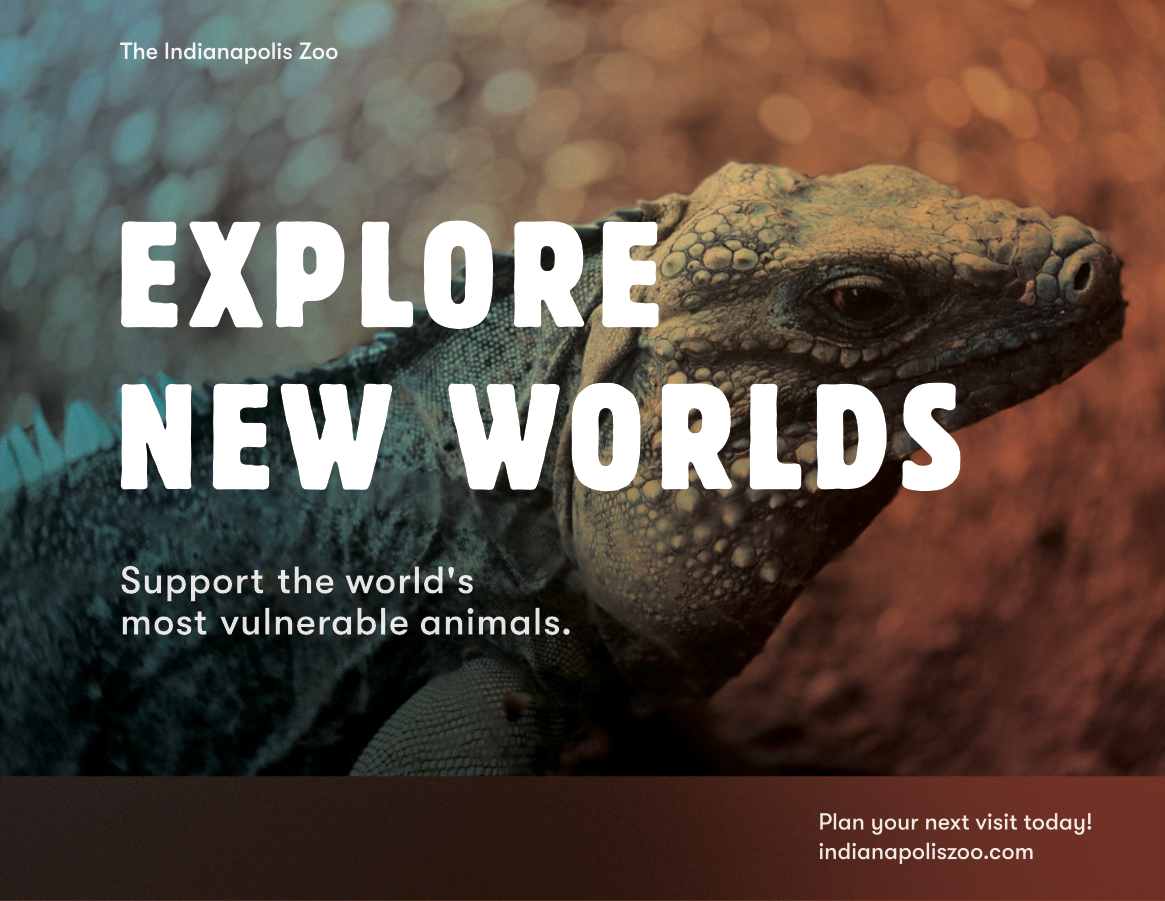 The Indianapolis Zoo
EXPLORE
NEW WORLDS
Support the world's
most vulnerable animals.
Plan your next visit today!
indianapoliszoo.com